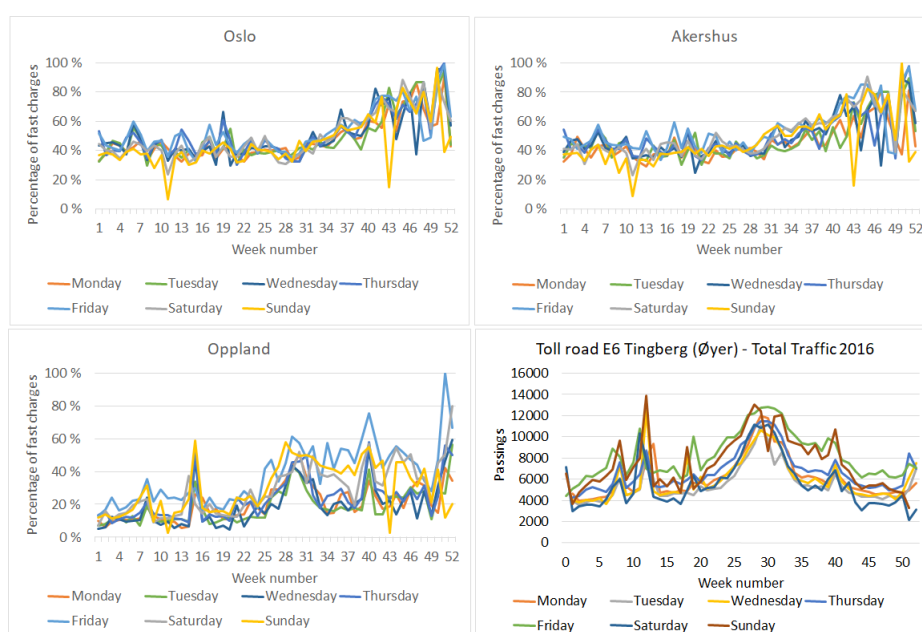 Oslo
Percentage of fast charges
100 %
80 %
60 %
40 %
20 %
0 %
1 4 7 10 13 16 19 22 25 28 31 34 37 40 43 46 49 52
Week number
Monday Tuesday Wednesday Thursday
Friday Saturday Sunday
Akershus
Percentage of fast charges
100 %
80 %
60 %
40 %
20 %
0 %
1 4 7 10 13 16 19 22 25 28 31 34 37 40 43 46 49 52
Week number
Monday Tuesday Wednesday Thursday
Friday Saturday Sunday
Oppland
Percentage of fast charges
100 %
80 %
60 %
40 %
20 %
0 %
1 4 7 10 13 16 19 22 25 28 31 34 37 40 43 46 49 52
Week number
Monday Tuesday Wednesday Thursday
Friday Saturday Sunday
Toll road E6 Tingberg (Øyer) - Total Traffic 2016
Passings
16000
14000
12000
10000
8000
6000
4000
2000
0
0 5 10 15 20 25 30 35 40 45 50
Week number
Monday Tuesday Wednesday Thursday
Friday Saturday Sunday